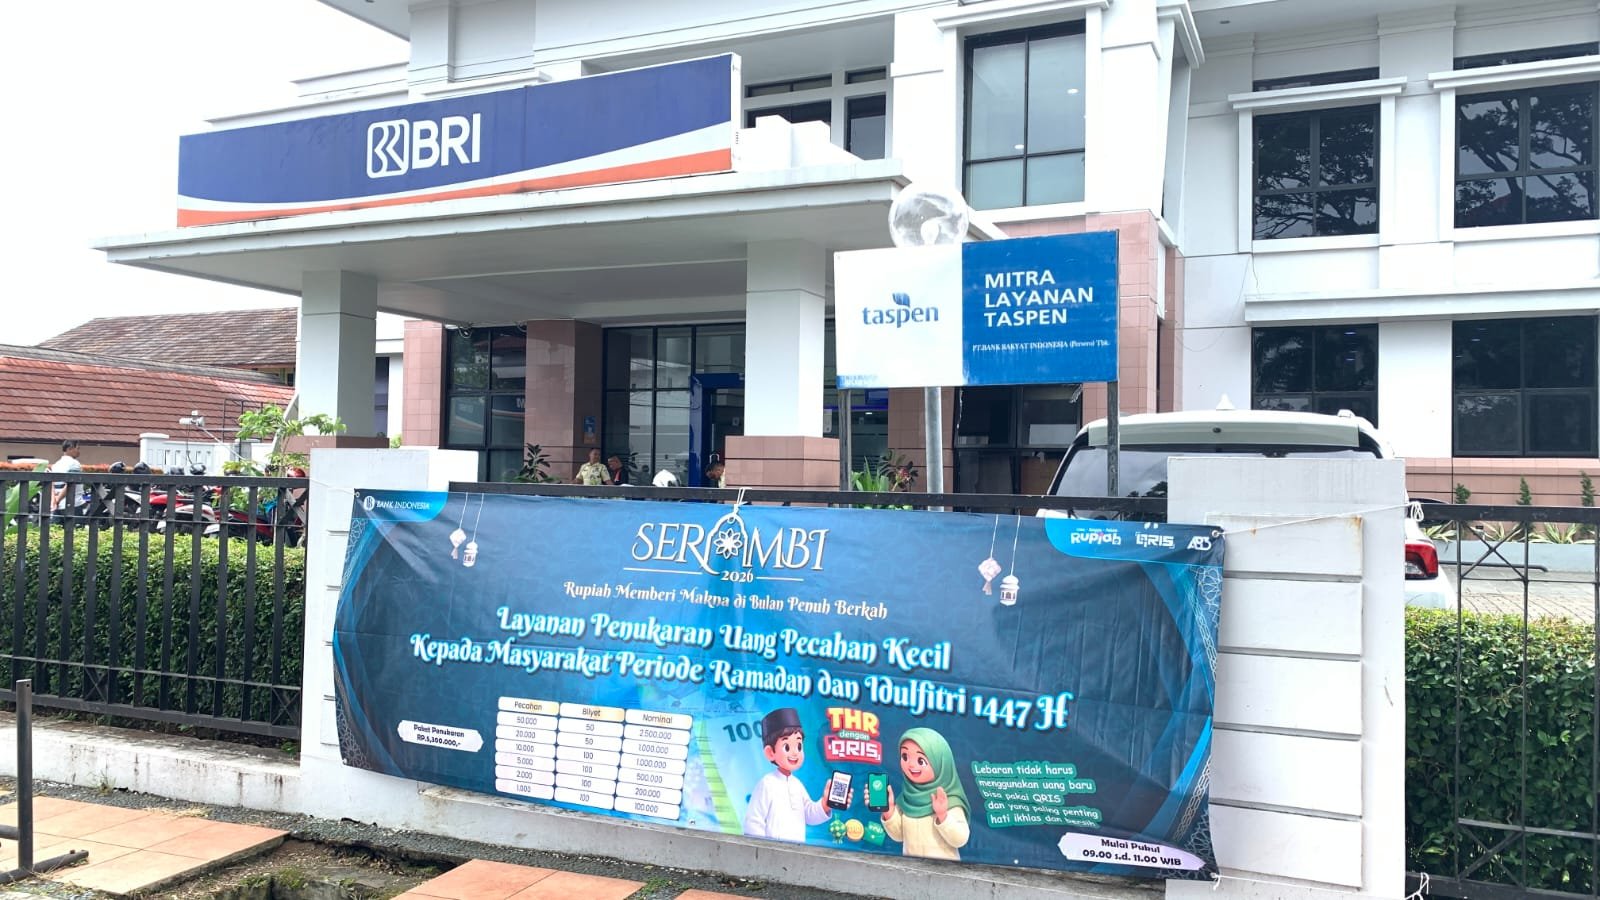 BRI
taspen
MITRA
LAYANAN
TASPEN
PT.BANK RAKYAT INDONESIA (Persero) Tbk.
BANK INDONESIA
SERAMBI
2026
Rupiah Memberi Makna di Bulan Penuh Berkah
Layanan Penukaran Uang Pecahan Kecil
Kepada Masyarakat Periode Ramadan dan Idulfitri 1447 H
Rupiah
QRIS
Paket Penukaran
RP.5,300.000,-
Pecahan Bilyet Nominal
50,000 50 2.500.000
20,000 50 1.000.000
10,000 100 1.000.000
5,000 100 500.000
2,000 100 200.000
1,000 100 100.000
100
THR
dengan
QRIS
Lebaran tidak harus
menggunakan uang baru
bisa pakai QRIS
dan yang paling penting
hati ikhlas dan bersih
Mulai Pukul
09.00 s.d. 11.00 WIB